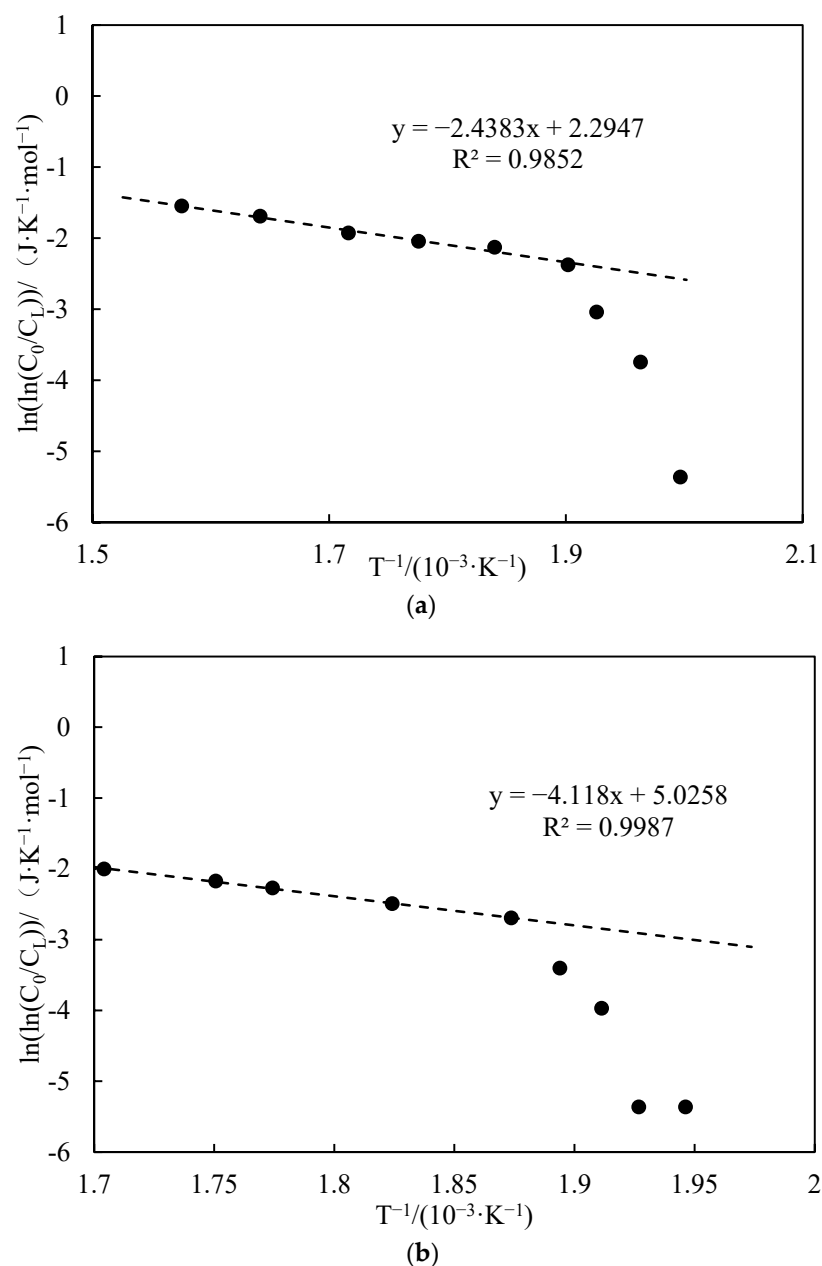 1
0
-1
-2
-3
-4
-5
-6
ln(ln(C₀/C_L))/（J·K⁻¹·mol⁻¹)
y = −2.4383x + 2.2947
R² = 0.9852
1.5
1.7
1.9
2.1
T⁻¹/(10⁻³·K⁻¹)
(a)
1
0
-1
-2
-3
-4
-5
-6
ln(ln(C₀/C_L))/（J·K⁻¹·mol⁻¹)
y = −4.118x + 5.0258
R² = 0.9987
1.7
1.75
1.8
1.85
1.9
1.95
2
T⁻¹/(10⁻³·K⁻¹)
(b)